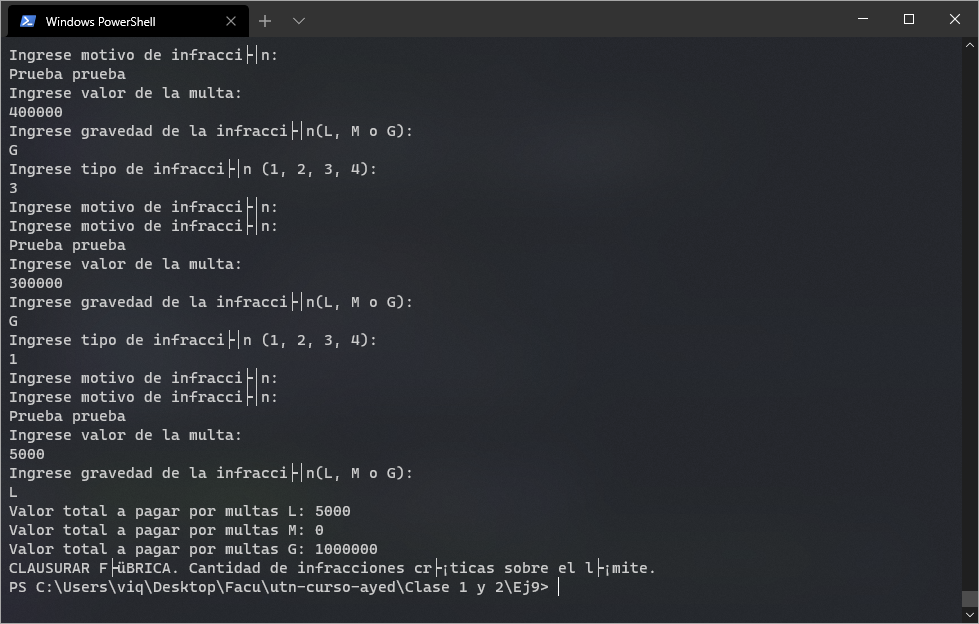 Windows PowerShell
Ingrese motivo de infracci├│n:
Prueba prueba
Ingrese valor de la multa:
400000
Ingrese gravedad de la infracci├│n(L, M o G):
G
Ingrese tipo de infracci├│n (1, 2, 3, 4):
3
Ingrese motivo de infracci├│n:
Ingrese motivo de infracci├│n:
Prueba prueba
Ingrese valor de la multa:
300000
Ingrese gravedad de la infracci├│n(L, M o G):
G
Ingrese tipo de infracci├│n (1, 2, 3, 4):
1
Ingrese motivo de infracci├│n:
Ingrese motivo de infracci├│n:
Prueba prueba
Ingrese valor de la multa:
5000
Ingrese gravedad de la infracci├│n(L, M o G):
L
Valor total a pagar por multas L: 5000
Valor total a pagar por multas M: 0
Valor total a pagar por multas G: 1000000
CLAUSURAR F├üBRICA. Cantidad de infracciones cr├¡ticas sobre el l├¡mite.
PS C:\Users\viq\Desktop\Facu\utn-curso-ayed\Clase 1 y 2\Ej9>